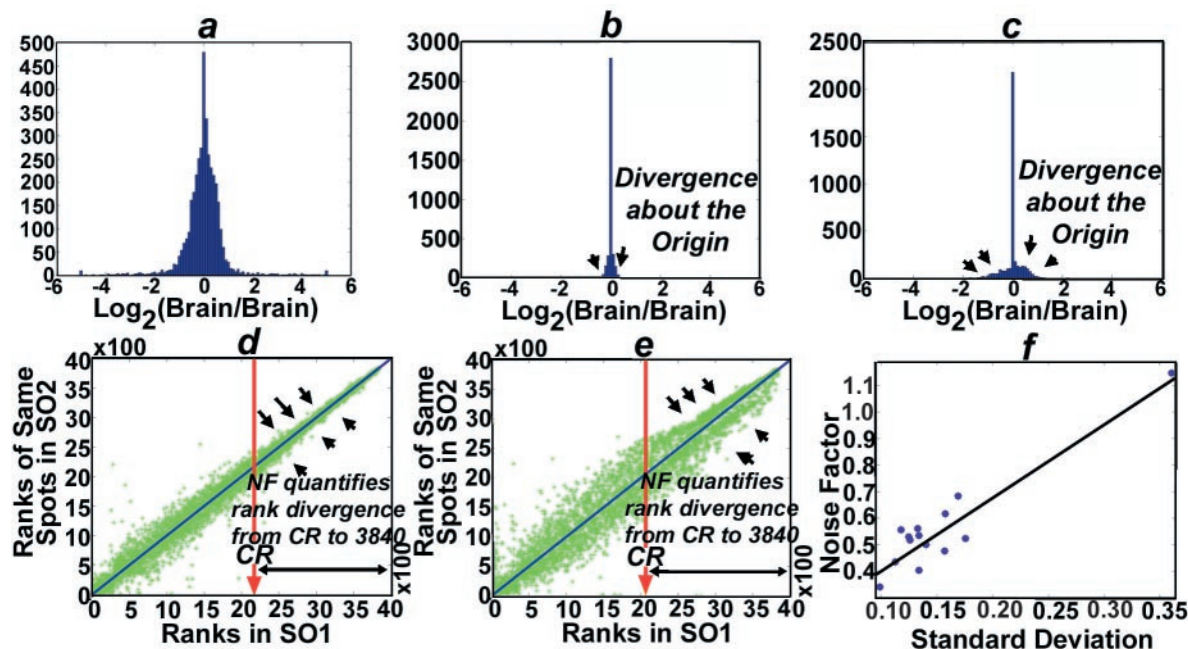 a
500
450
400
350
300
250
200
150
100
50
0
-6 -4 -2 0 2 4 6
Log2(Brain/Brain)
b
3000
2500
2000
1500
1000
500
0
Divergence
about the
Origin
-6 -4 -2 0 2 4 6
Log2(Brain/Brain)
c
2500
2000
1500
1000
500
0
Divergence
about the
Origin
-6 -4 -2 0 2 4 6
Log2(Brain/Brain)
d
x100
40
35
30
25
20
15
10
5
0
Ranks of Same
Spots in SO2
NF quantifies
rank divergence
from CR to 3840
CR
x100
0 5 10 15 20 25 30 35 40
Ranks in SO1
e
x100
40
35
30
25
20
15
10
5
0
Ranks of Same
Spots in SO2
NF quantifies
rank divergence
from CR to 3840
CR
x100
0 5 10 15 20 25 30 35 40
Ranks in SO1
f
1.1
1.0
0.9
0.8
0.7
0.6
0.5
0.4
Noise Factor
0.10 0.15 0.20 0.25 0.30 0.35
Standard Deviation